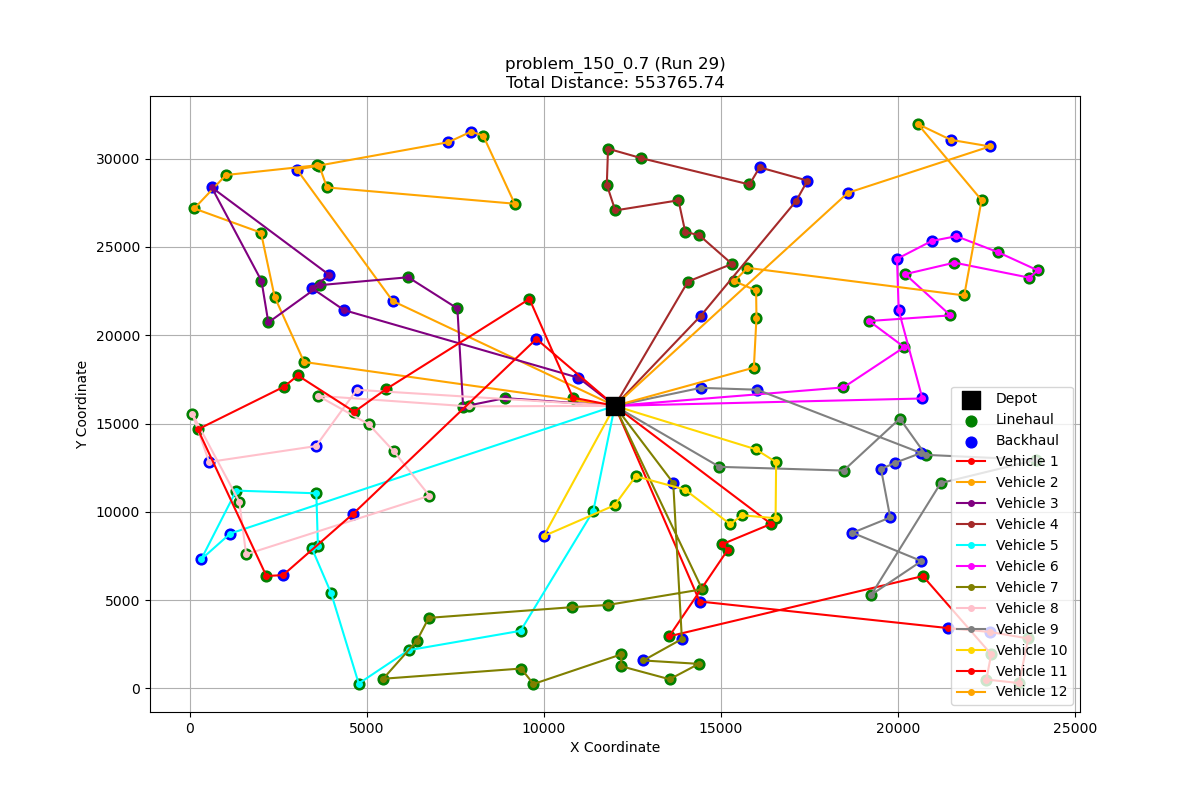 problem_150_0.7 (Run 29)
Total Distance: 553765.74
30000
25000
20000
15000
10000
5000
0
Y Coordinate
0
5000
10000
15000
20000
25000
X Coordinate
Depot
Linehaul
Backhaul
Vehicle 1
Vehicle 2
Vehicle 3
Vehicle 4
Vehicle 5
Vehicle 6
Vehicle 7
Vehicle 8
Vehicle 9
Vehicle 10
Vehicle 11
Vehicle 12